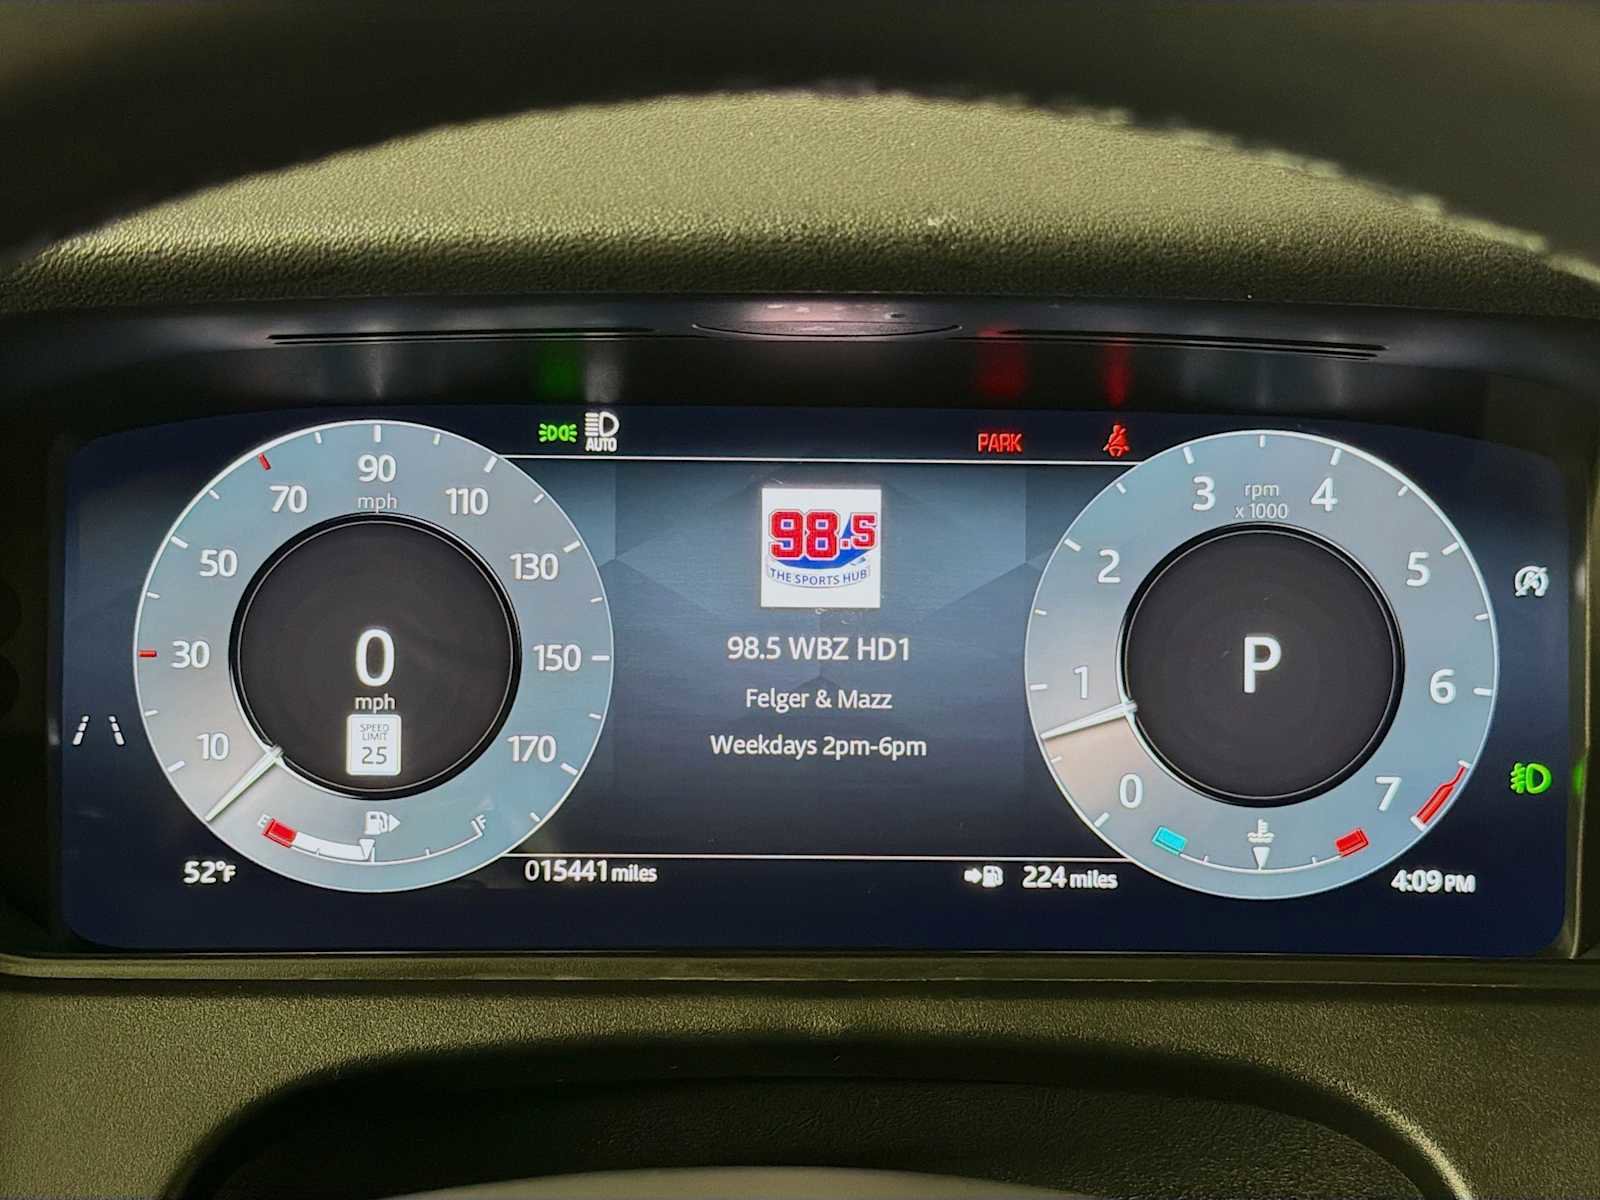 AUTO
PARK
90
mph
70
110
50
130
30
150
10
170
0
mph
SPEED
LIMIT
25
E
F
98.5
THE SPORTS HUB
98.5 WBZ HD1
Felger & Mazz
Weekdays 2pm-6pm
3
rpm
x 1000
4
2
5
1
6
0
7
P
52°F
015441 miles
224 miles
4:09 PM